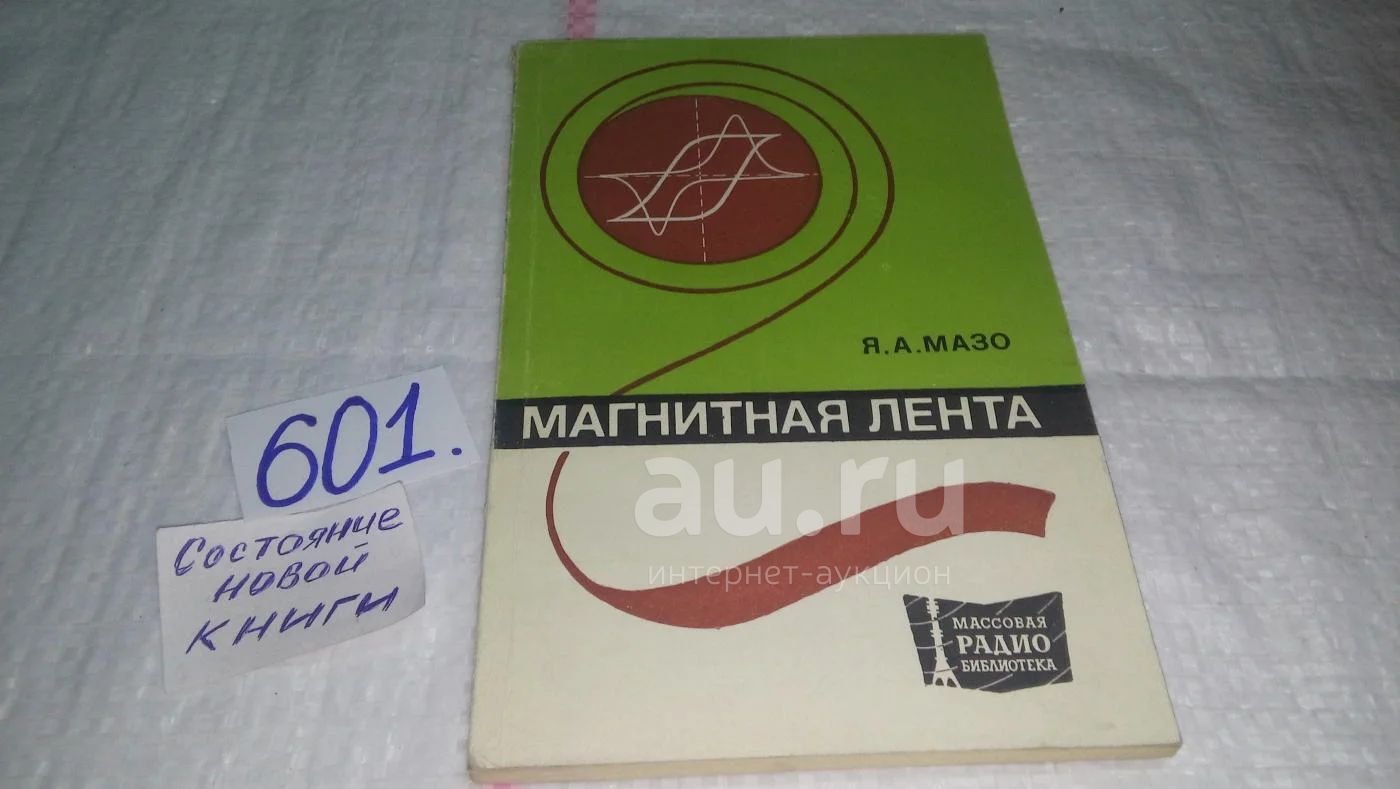 Я.А.МАЗО
МАГНИТНАЯ ЛЕНТА
au.ru
интернет-аукцион
МАССОВАЯ
РАДИО
БИБЛИОТЕКА
601.
Состояние
новой
книги